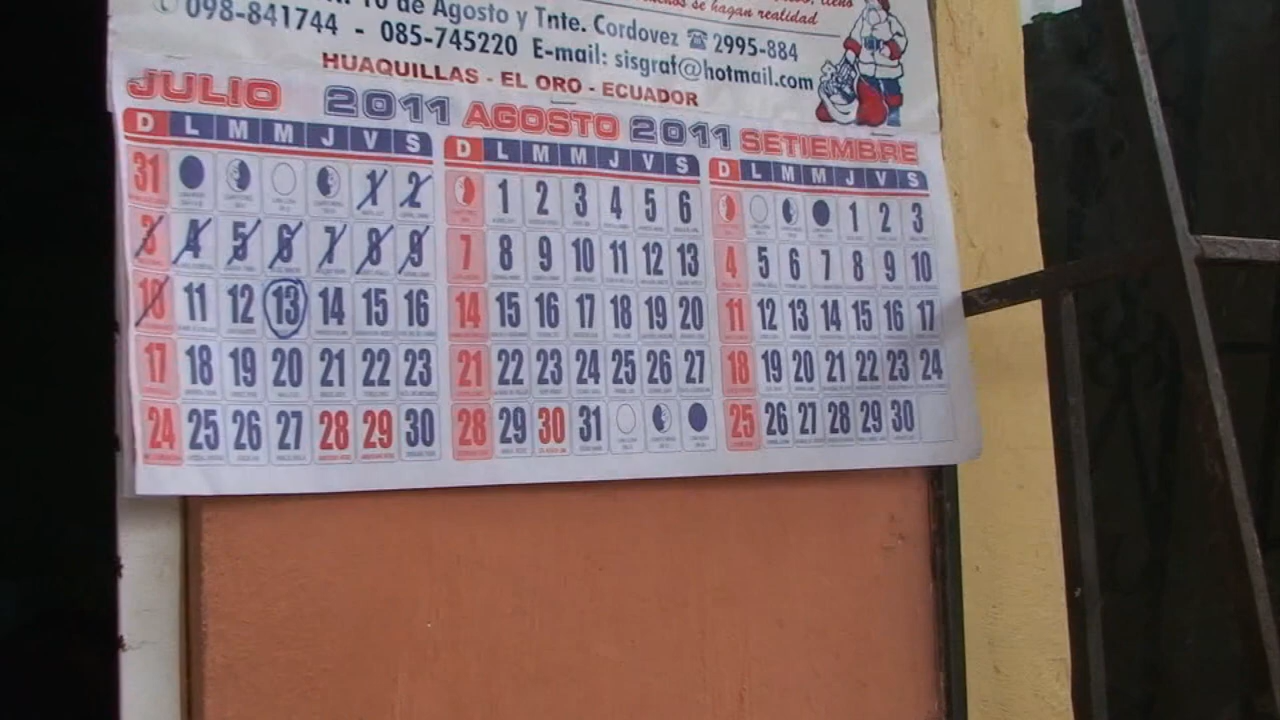 hagan realidad
10 de Agosto y Tnte. Cordovez ☎ 2995-884
098-841744 - 085-745220 E-mail: sisgraf@hotmail.com
HUAQUILLAS - EL ORO - ECUADOR
JULIO 2011 AGOSTO 2011 SETIEMBRE
D L M M J V S
31 1 2
3 4 5 6 7 8 9
10 11 12 13 14 15 16
17 18 19 20 21 22 23
24 25 26 27 28 29 30
D L M M J V S
1 2 3 4 5 6
7 8 9 10 11 12 13
14 15 16 17 18 19 20
21 22 23 24 25 26 27
28 29 30 31
D L M M J V S
1 2 3
4 5 6 7 8 9 10
11 12 13 14 15 16 17
18 19 20 21 22 23 24
25 26 27 28 29 30